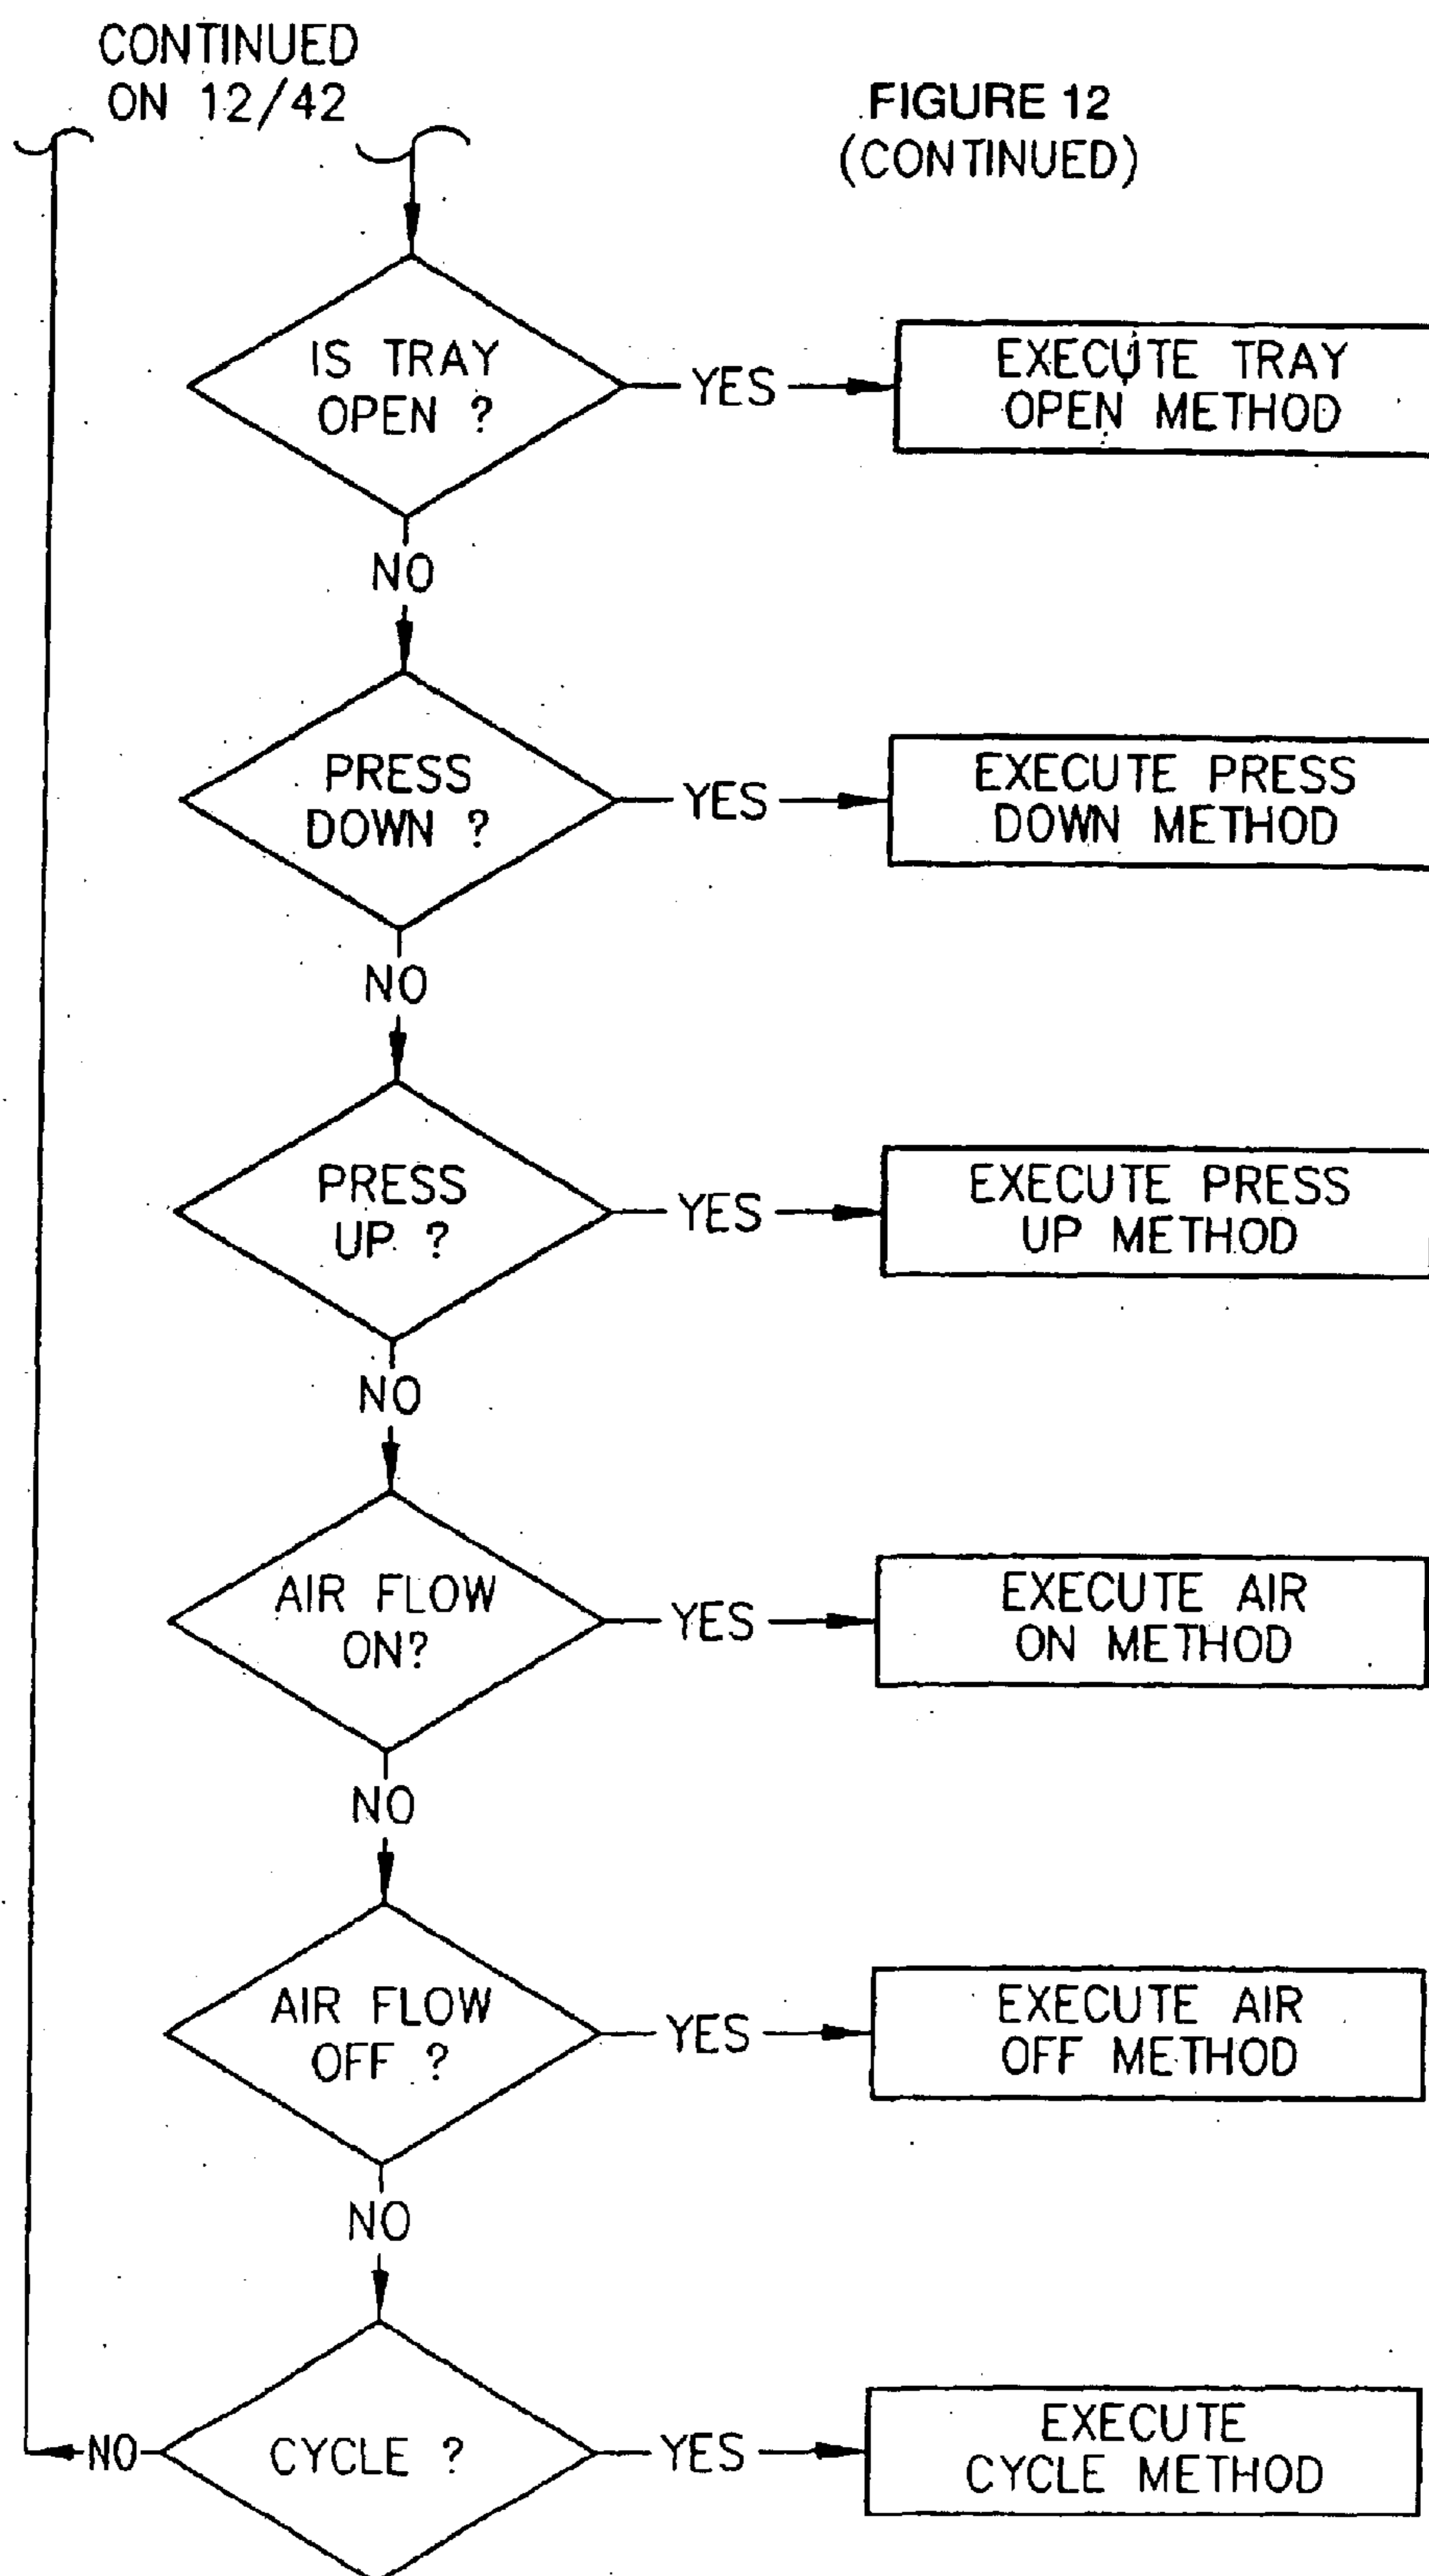 CONTINUED
ON 12/42
FIGURE 12
(CONTINUED)
IS TRAY
OPEN ?
YES
EXECUTE TRAY
OPEN METHOD
NO
PRESS
DOWN ?
YES
EXECUTE PRESS
DOWN METHOD
NO
PRESS
UP ?
YES
EXECUTE PRESS
UP METHOD
NO
AIR FLOW
ON?
YES
EXECUTE AIR
ON METHOD
NO
AIR FLOW
OFF ?
YES
EXECUTE AIR
OFF METHOD
NO
NO
CYCLE ?
YES
EXECUTE
CYCLE METHOD